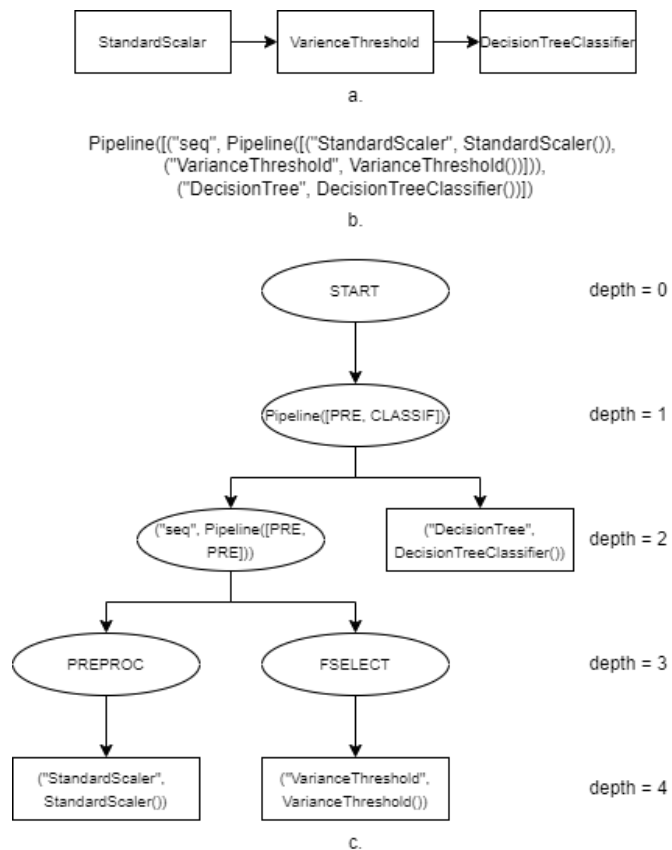 StandardScalar
VarienceThreshold
DecisionTreeClassifier
a.
Pipeline([("seq", Pipeline([("StandardScaler", StandardScaler()),
("VarianceThreshold", VarianceThreshold())])),
("DecisionTree", DecisionTreeClassifier())])
b.
START
depth = 0
Pipeline([PRE, CLASSIF])
depth = 1
("seq", Pipeline([PRE,
PRE]))
("DecisionTree",
DecisionTreeClassifier())
depth = 2
PREPROC
FSELECT
depth = 3
("StandardScaler",
StandardScaler())
("VarianceThreshold",
VarianceThreshold())
depth = 4
c.